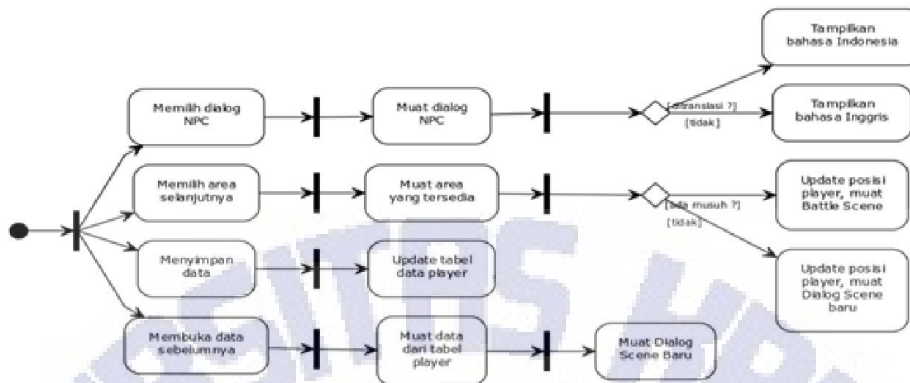 Tampilkan
bahasa Indonesia
Memilih dialog
NPC
Muat dialog
NPC
[ditranslasi ?]
[tidak]
Tampilkan
bahasa Inggris
Memilih area
selanjutnya
Muat area
yang tersedia
[ada musuh ?]
[tidak]
Update posisi
player, muat
Battle Scene
Menyimpan
data
Update tabel
data player
Update posisi
player, muat
Dialog Scene
baru
Membuka data
sebelumnya
Muat data
dari tabel
player
Muat Dialog
Scene Baru